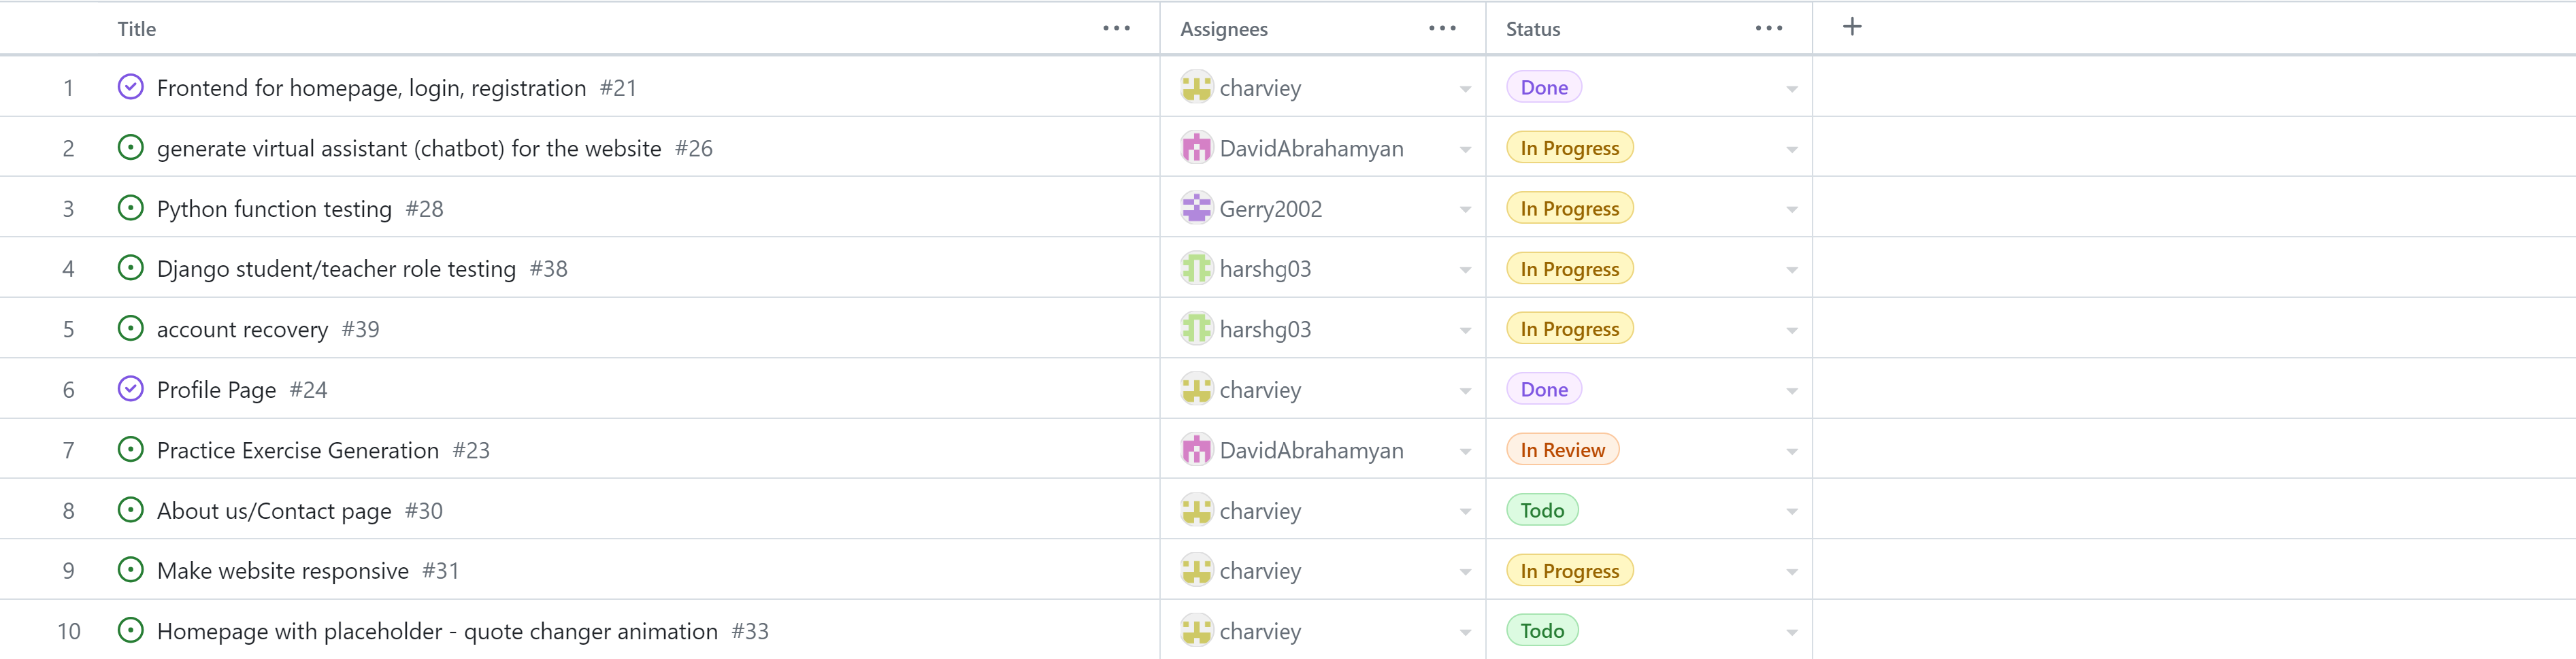 Title Assignees Status
1 Frontend for homepage, login, registration #21 charviey Done
2 generate virtual assistant (chatbot) for the website #26 DavidAbrahamyan In Progress
3 Python function testing #28 Gerry2002 In Progress
4 Django student/teacher role testing #38 harshg03 In Progress
5 account recovery #39 harshg03 In Progress
6 Profile Page #24 charviey Done
7 Practice Exercise Generation #23 DavidAbrahamyan In Review
8 About us/Contact page #30 charviey Todo
9 Make website responsive #31 charviey In Progress
10 Homepage with placeholder - quote changer animation #33 charviey Todo